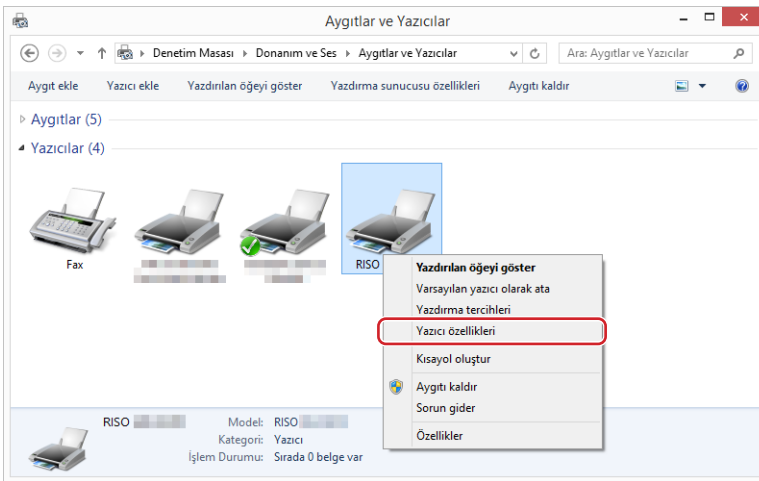 Aygıtlar ve Yazıcılar
Denetim Masası Donanım ve Ses Aygıtlar ve Yazıcılar Ara: Aygıtlar ve Yazıcılar
Aygıt ekle Yazıcı ekle Yazdırılan öğeyi göster Yazdırma sunucusu özellikleri Aygıtı kaldır
Aygıtlar (5)
Yazıcılar (4)
Fax
RISO
Yazdırılan öğeyi göster
Varsayılan yazıcı olarak ata
Yazdırma tercihleri
Yazıcı özellikleri
Kısayol oluştur
Aygıtı kaldır
Sorun gider
Özellikler
RISO Model: RISO
Kategori: Yazıcı
İşlem Durumu: Sırada 0 belge var